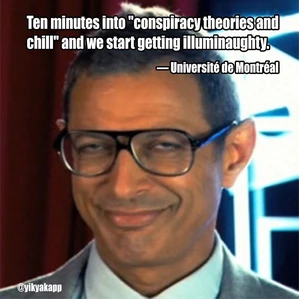 Ten minutes into "conspiracy theories and
chill" and we start getting illuminaughty.
— Université de Montréal
@yikyakapp